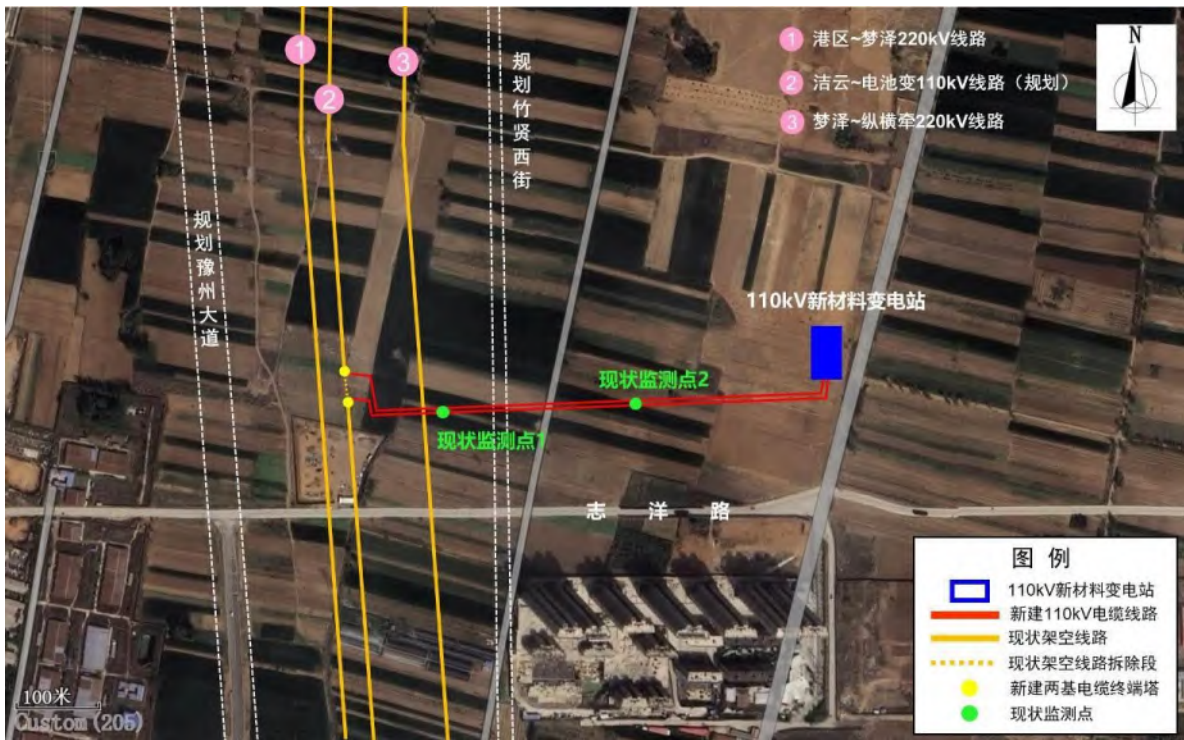 ① 港区~梦泽220kV线路
② 洁云~电池变110kV线路（规划）
③ 梦泽~纵横牵220kV线路
N
1
2
3
规划竹贤西街
规划豫州大道
110kV新材料变电站
现状监测点2
现状监测点1
志洋路
图例
110kV新材料变电站
新建110kV电缆线路
现状架空线路
现状架空线路拆除段
新建两基电缆终端塔
现状监测点
100米
Custom(205)